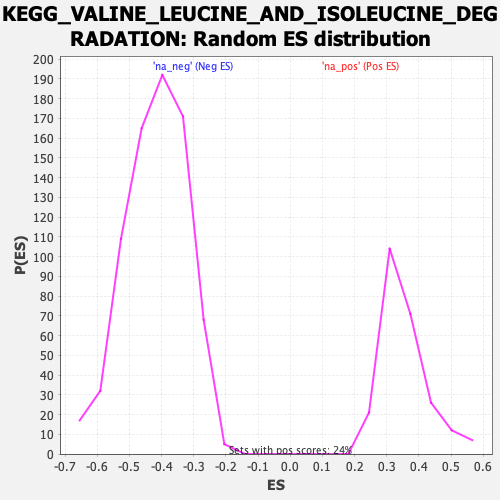 KEGG_VALINE_LEUCINE_AND_ISOLEUCINE_DEG
RADATION: Random ES distribution
'na_neg' (Neg ES)
'na_pos' (Pos ES)
P(ES)
200
190
180
170
160
150
140
130
120
110
100
90
80
70
60
50
40
30
20
10
0
Sets with pos scores: 24%
-0.7 -0.6 -0.5 -0.4 -0.3 -0.2 -0.1 0.0 0.1 0.2 0.3 0.4 0.5 0.6
ES